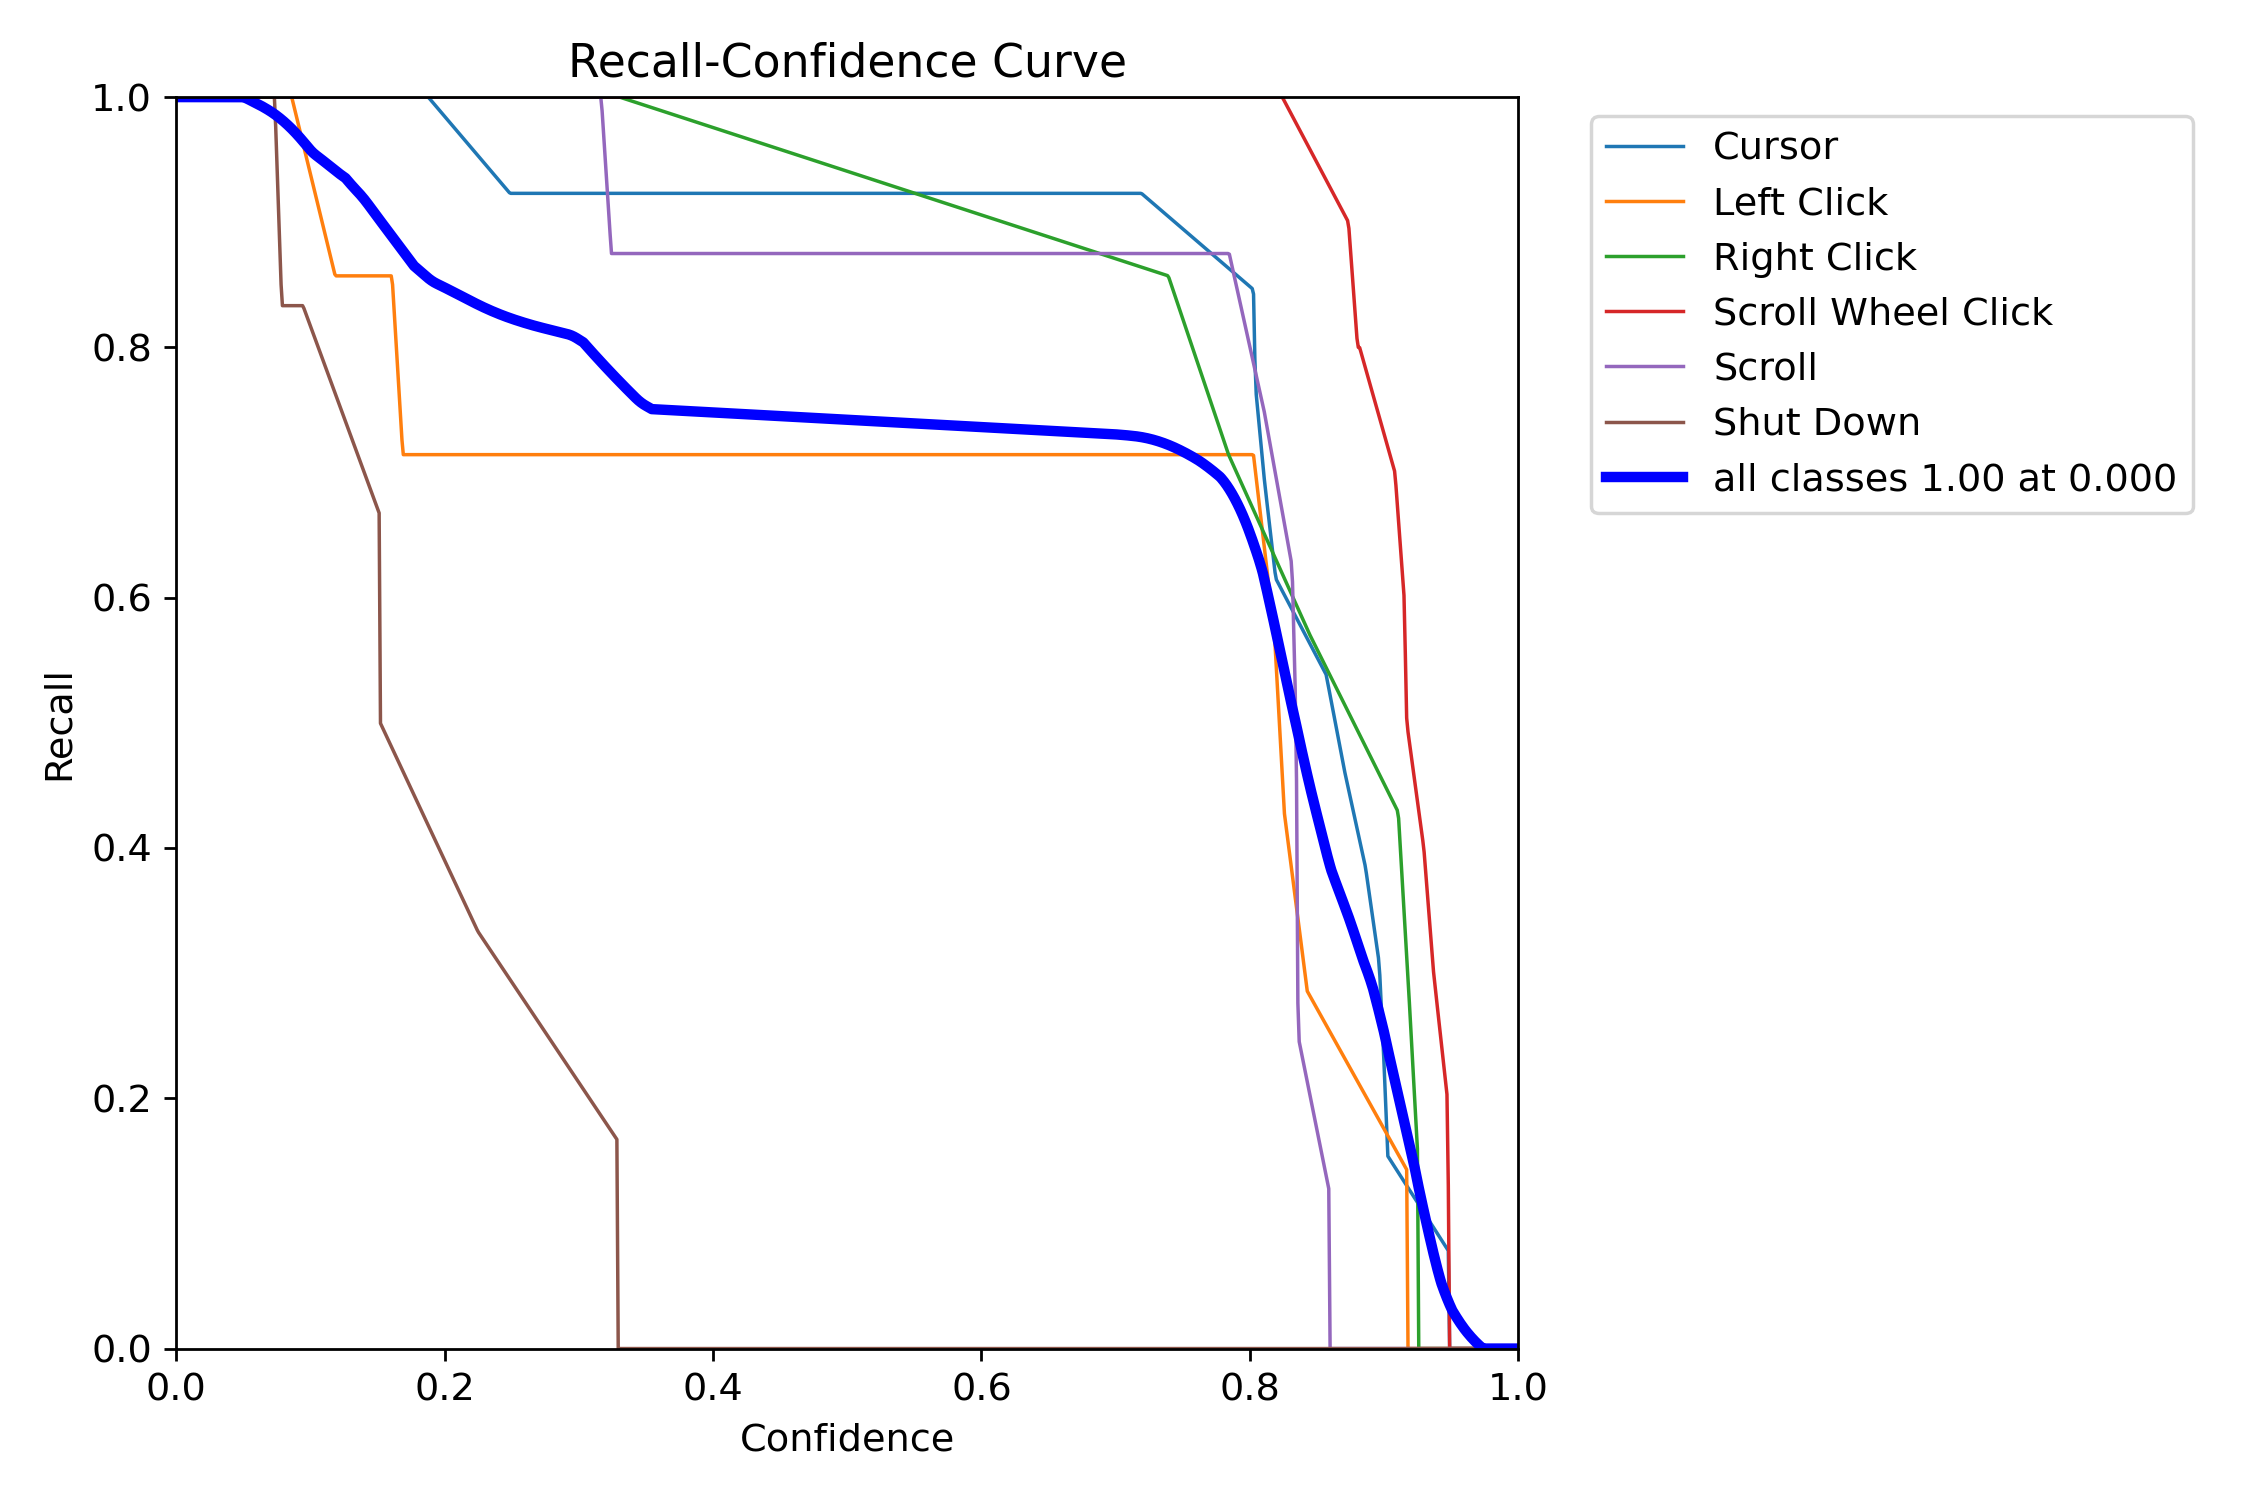 Recall-Confidence Curve
1.0
0.8
0.6
0.4
0.2
0.0
Recall
0.0 0.2 0.4 0.6 0.8 1.0
Confidence
Cursor
Left Click
Right Click
Scroll Wheel Click
Scroll
Shut Down
all classes 1.00 at 0.000